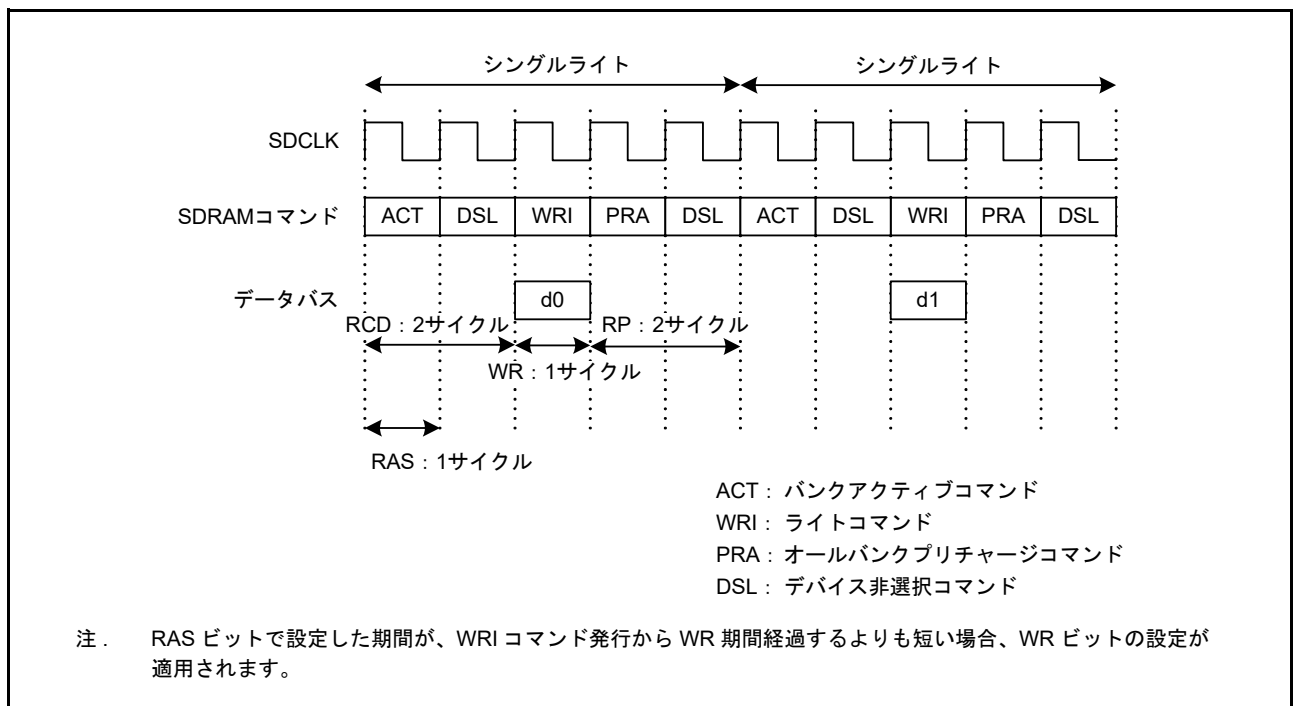 シングルライト シングルライト
SDCLK
SDRAMコマンド ACT DSL WRI PRA DSL ACT DSL WRI PRA DSL
データバス d0 d1
RCD : 2サイクル RP : 2サイクル
WR : 1サイクル
RAS : 1サイクル
ACT : バンクアクティブコマンド
WRI : ライトコマンド
PRA : オールバンクプリチャージコマンド
DSL : デバイス非選択コマンド
注 . RAS ビットで設定した期間が、WRI コマンド発行から WR 期間経過するよりも短い場合、WR ビットの設定が
適用されます。